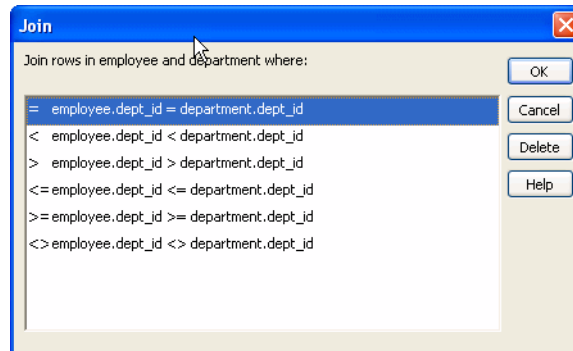 Join
Join rows in employee and department where:
= employee.dept_id = department.dept_id
< employee.dept_id < department.dept_id
> employee.dept_id > department.dept_id
<= employee.dept_id <= department.dept_id
>= employee.dept_id >= department.dept_id
<> employee.dept_id <> department.dept_id
OK
Cancel
Delete
Help